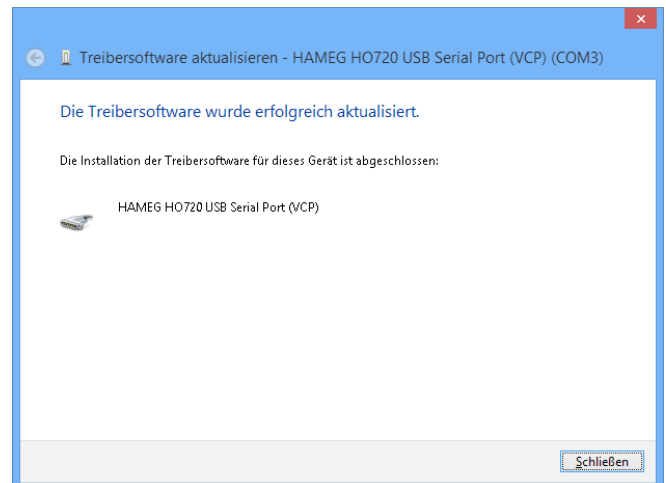 Treibersoftware aktualisieren - HAMEG HO720 USB Serial Port (VCP) (COM3)
Die Treibersoftware wurde erfolgreich aktualisiert.
Die Installation der Treibersoftware für dieses Gerät ist abgeschlossen:
HAMEG HO720 USB Serial Port (VCP)
Schließen